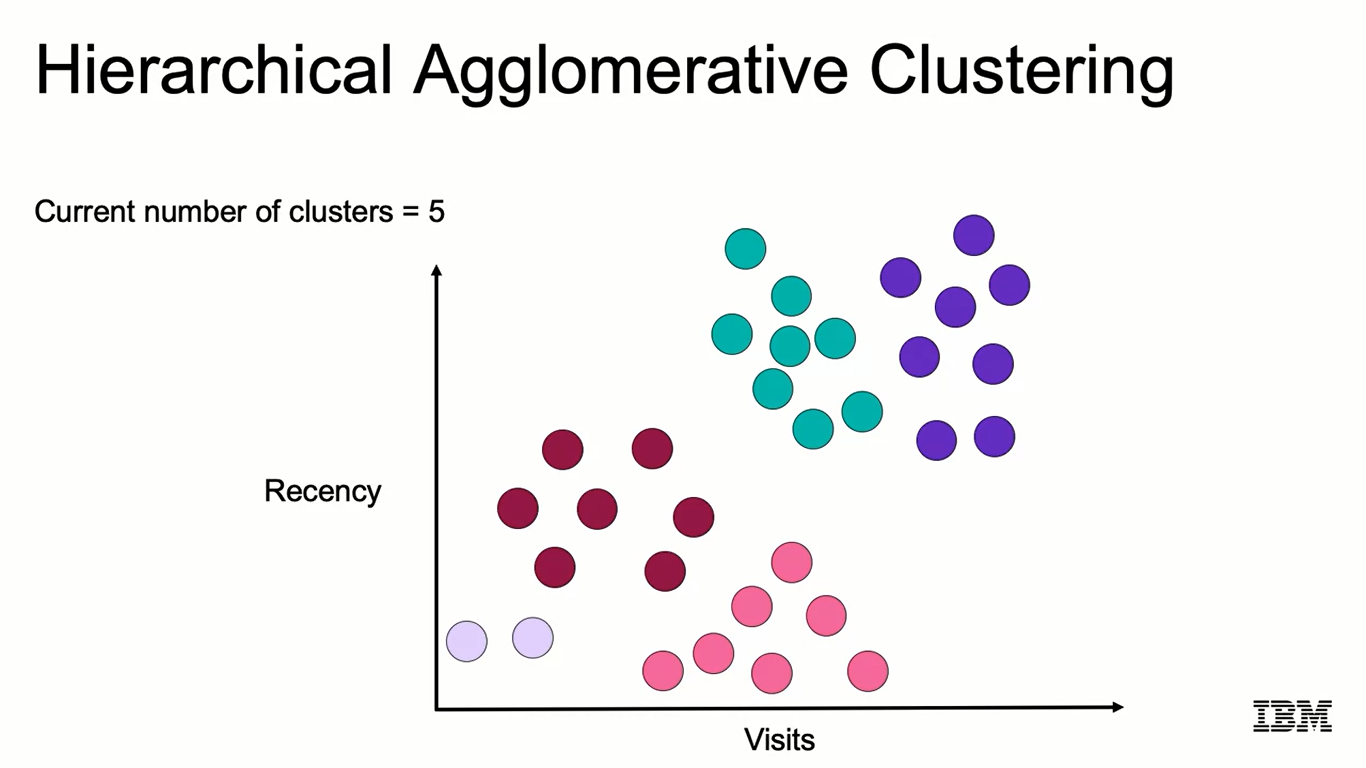 Hierarchical Agglomerative Clustering
Current number of clusters = 5
Recency
Visits
IBM